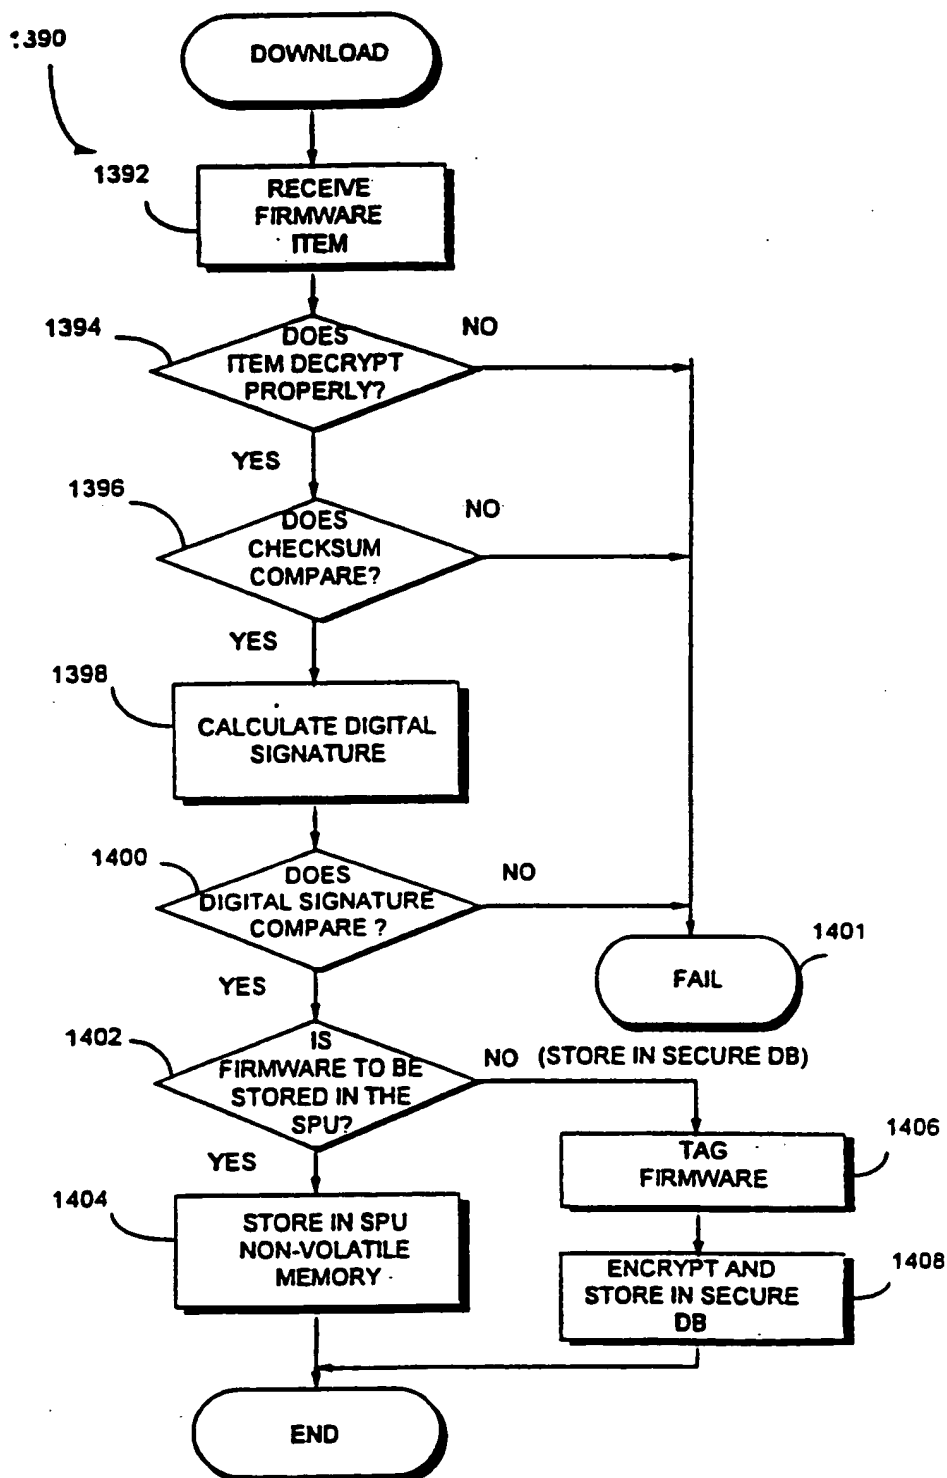 1390
DOWNLOAD
1392
RECEIVE
FIRMWARE
ITEM
1394
DOES
ITEM DECRYPT
PROPERLY?
NO
YES
1396
DOES
CHECKSUM
COMPARE?
NO
YES
1398
CALCULATE DIGITAL
SIGNATURE
1400
DOES
DIGITAL SIGNATURE
COMPARE ?
NO
1401
FAIL
YES
1402
IS
FIRMWARE TO BE
STORED IN THE
SPU?
NO (STORE IN SECURE DB)
1406
TAG
FIRMWARE
YES
1404
STORE IN SPU
NON-VOLATILE
MEMORY
1408
ENCRYPT AND
STORE IN SECURE
DB
END